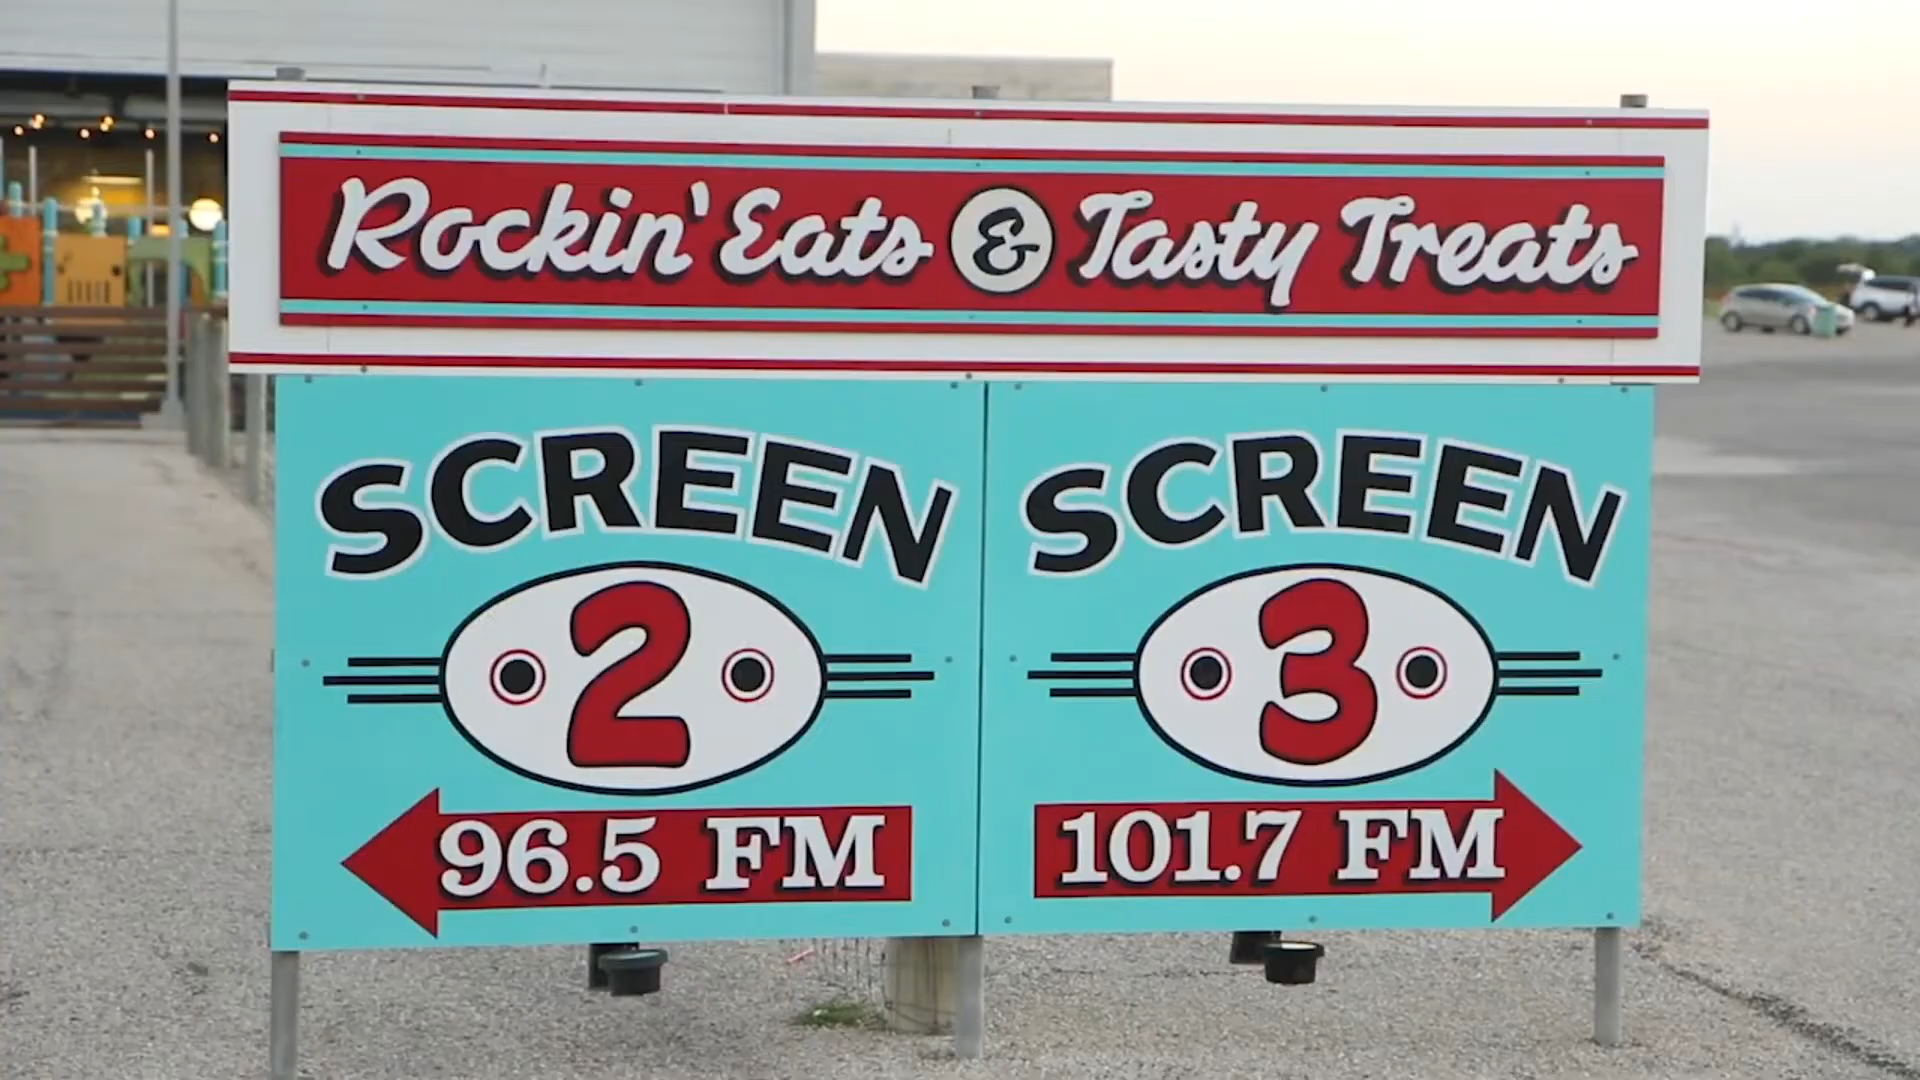 Rockin' Eats & Tasty Treats
SCREEN
2
96.5 FM
SCREEN
3
101.7 FM